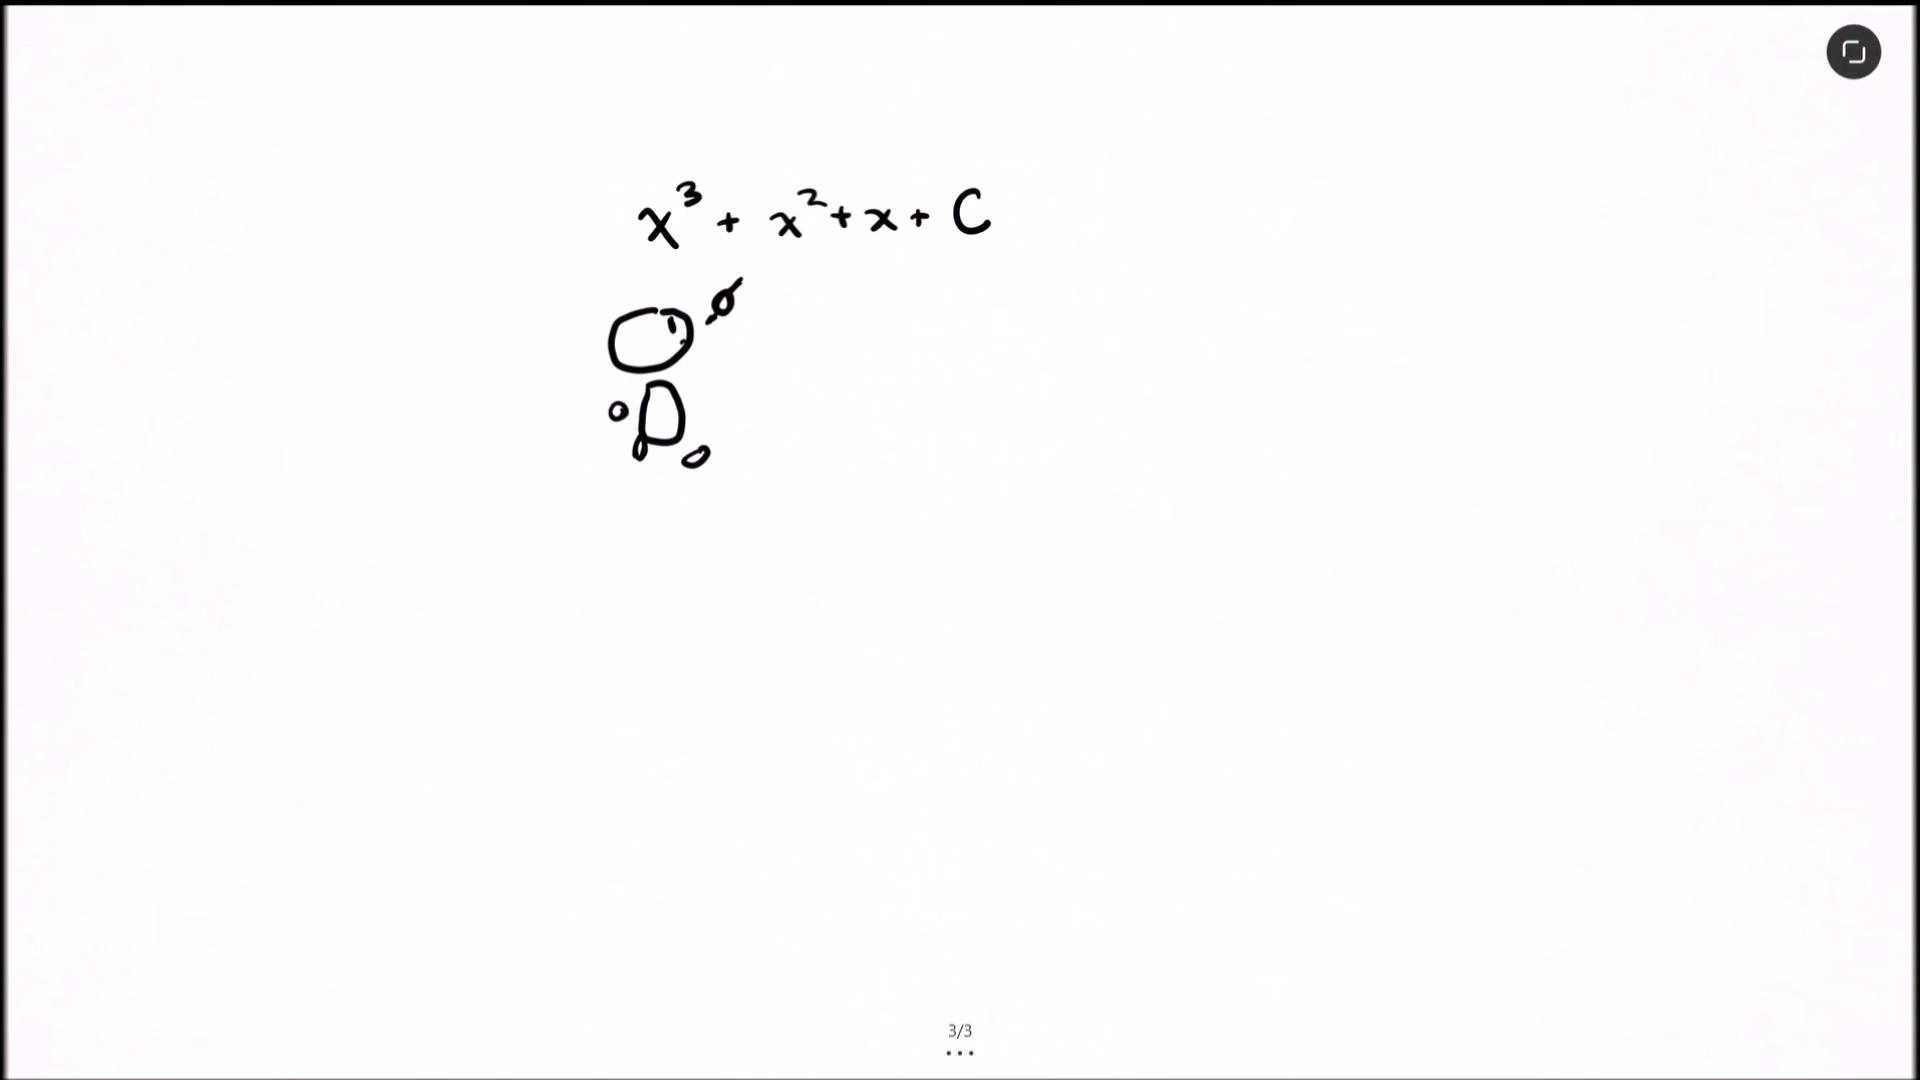 x³ + x² + x + C
3/3